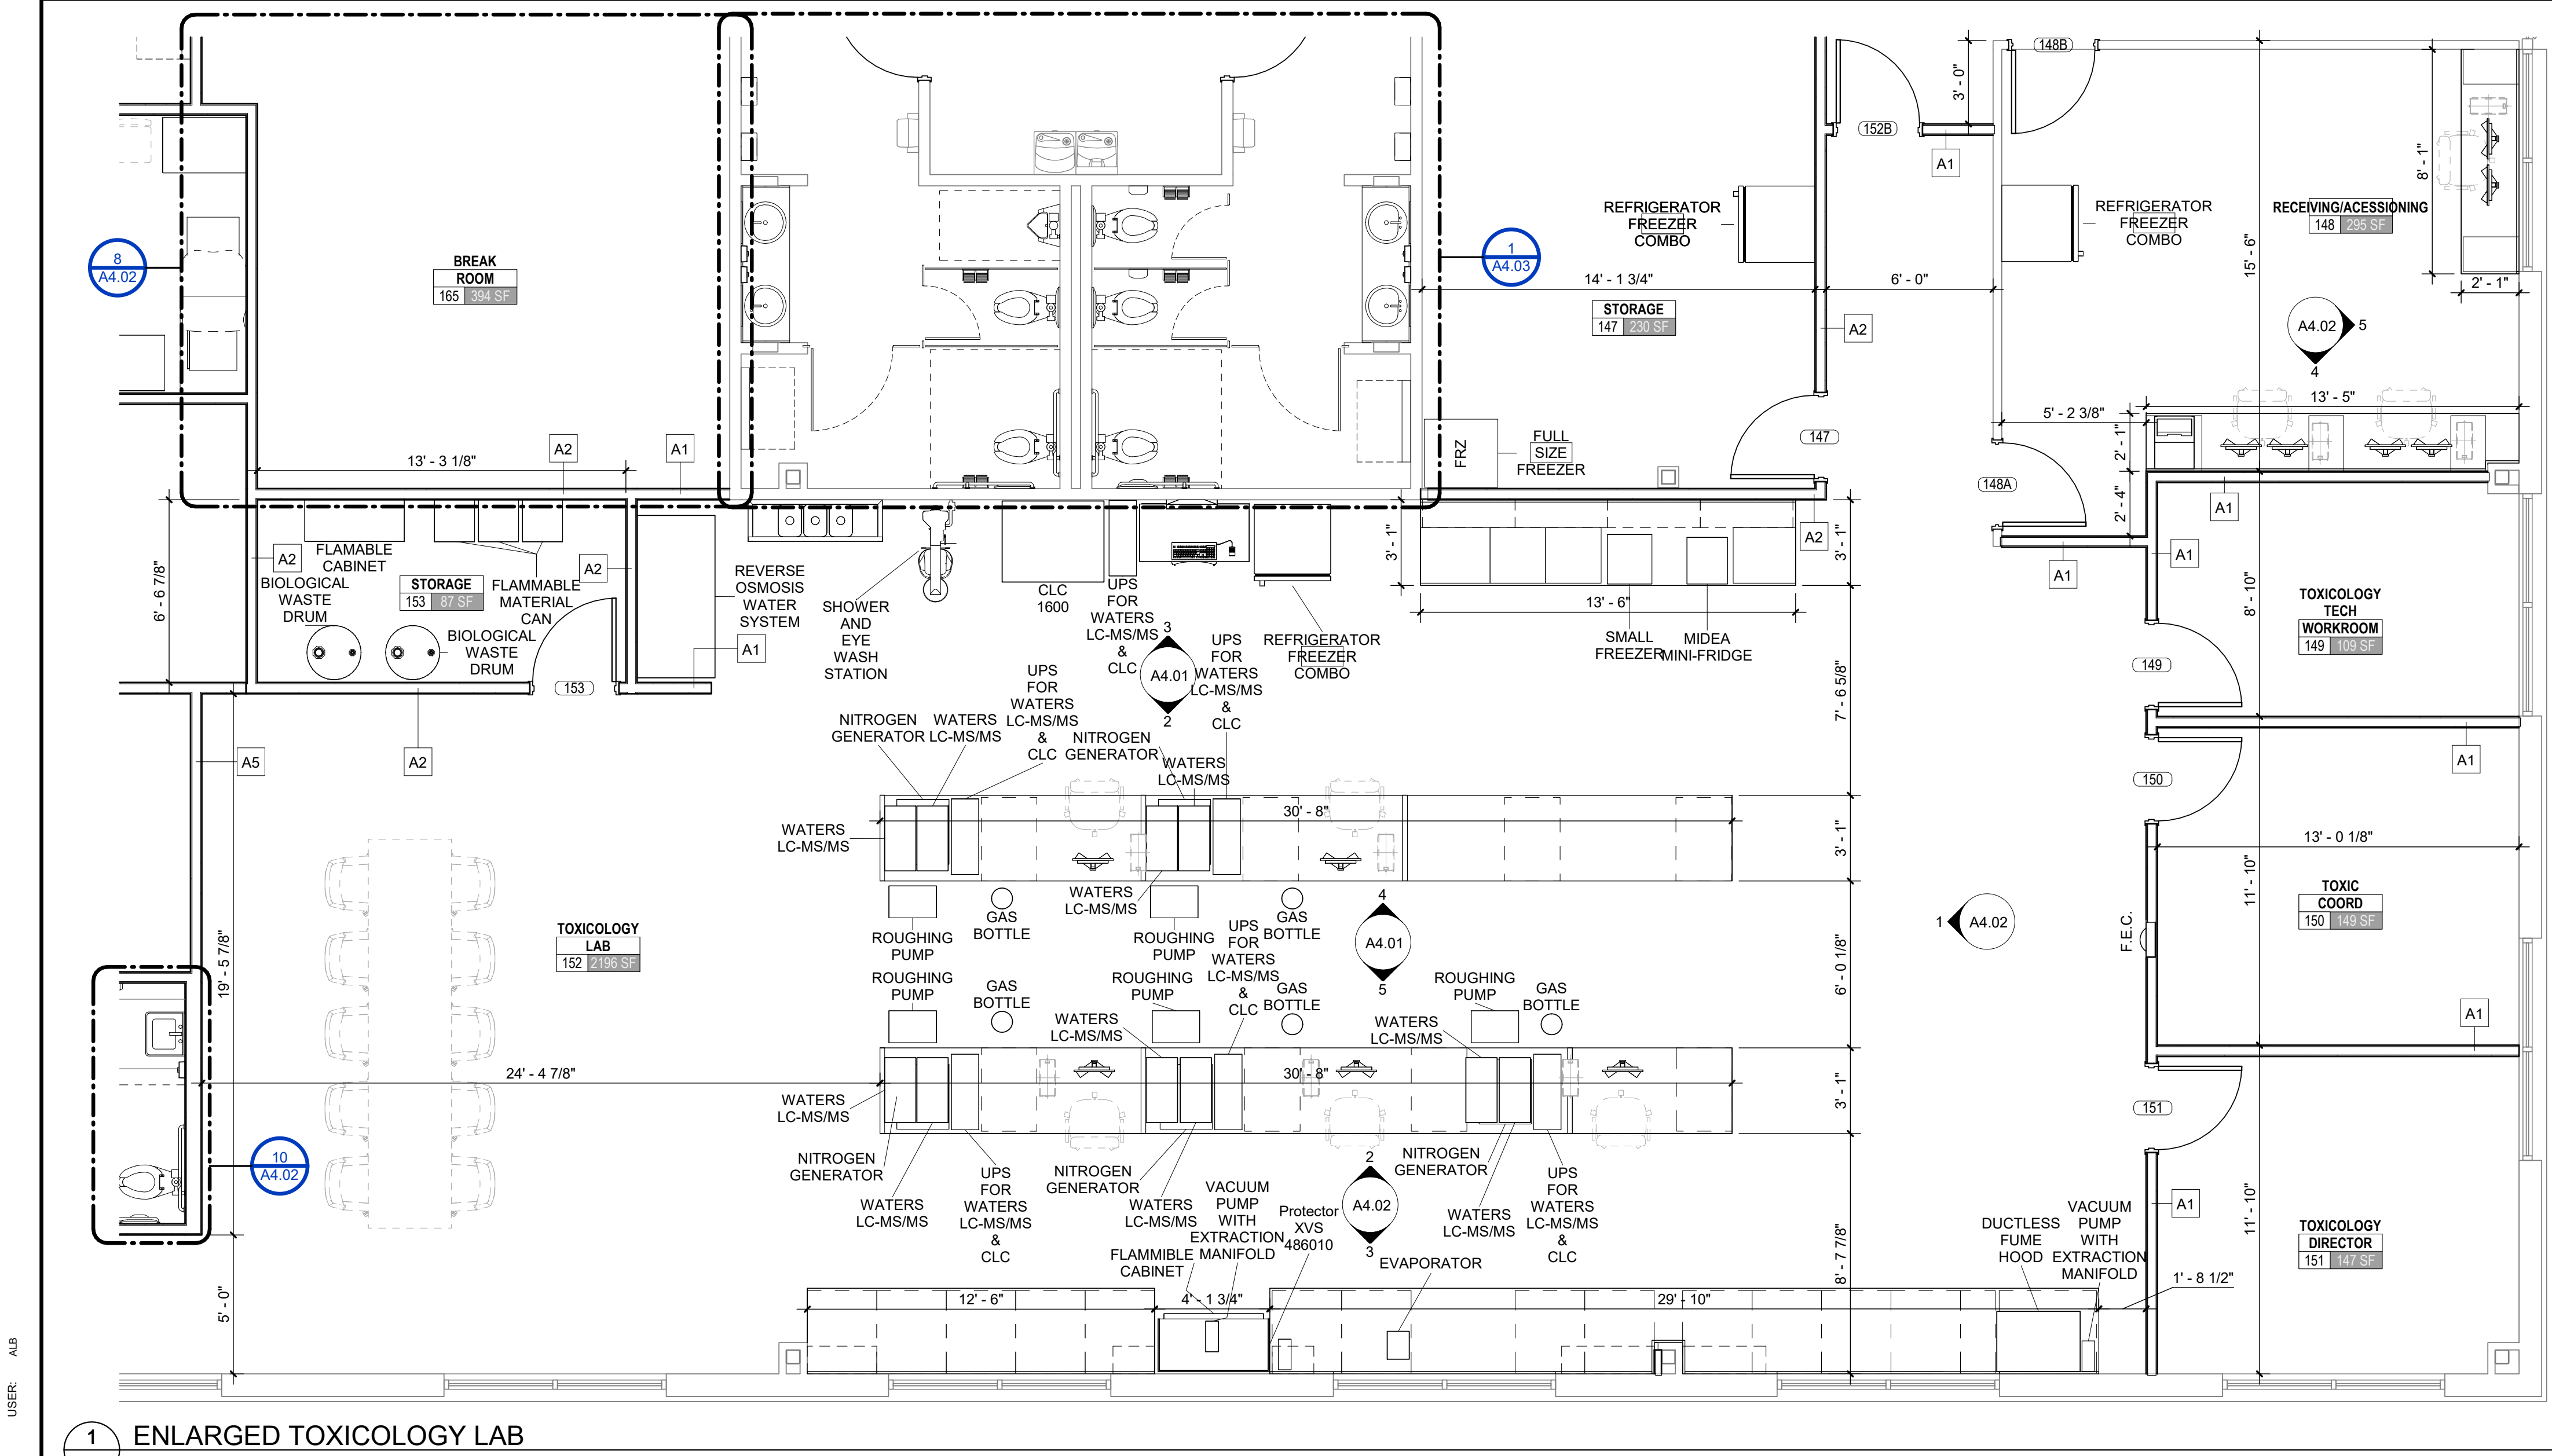 148B
3' - 0"
152B
A1
8' - 1"
REFRIGERATOR
FREEZER
COMBO
REFRIGERATOR
FREEZER
COMBO
RECEIVING/ACESSIONING
148 295 SF
15' - 6"
8
A4.02
BREAK
ROOM
165 394 SF
1
A4.03
14' - 1 3/4"
6' - 0"
2' - 1"
STORAGE
147 230 SF
A2
A4.02
5
4
13' - 5"
5' - 2 3/8"
2' - 1"
A2
A1
13' - 3 1/8"
FRZ
FULL
SIZE
FREEZER
147
148A
2' - 4"
A1
A2
3' - 1"
3' - 1"
A2
A1
A1
FLAMABLE
CABINET
BIOLOGICAL
WASTE
DRUM
STORAGE
153 87 SF
A2
FLAMMABLE
MATERIAL
CAN
BIOLOGICAL
WASTE
DRUM
6' - 6 7/8"
REVERSE
OSMOSIS
WATER
SYSTEM
A1
SHOWER
AND
EYE
WASH
STATION
CLC
1600
UPS
FOR
WATERS
LC-MS/MS
&
CLC
3
A4.01
2
UPS
FOR
WATERS
LC-MS/MS
&
CLC
REFRIGERATOR
FREEZER
COMBO
13' - 6"
SMALL
FREEZER
MIDEA
MINI-FRIDGE
8' - 10"
TOXICOLOGY
TECH
WORKROOM
149 109 SF
149
153
UPS
FOR
WATERS
LC-MS/MS
&
CLC
NITROGEN
GENERATOR
WATERS
LC-MS/MS
NITROGEN
GENERATOR
WATERS
LC-MS/MS
7' - 6 5/8"
A5
A2
A1
150
30' - 8"
WATERS
LC-MS/MS
3' - 1"
13' - 0 1/8"
WATERS
LC-MS/MS
ROUGHING
PUMP
GAS
BOTTLE
ROUGHING
PUMP
GAS
BOTTLE
4
A4.01
5
1
A4.02
F.E.C.
11' - 10"
TOXIC
COORD
150 149 SF
TOXICOLOGY
LAB
152 2196 SF
19' - 5 7/8"
UPS
FOR
WATERS
LC-MS/MS
&
CLC
6' - 0 1/8"
ROUGHING
PUMP
GAS
BOTTLE
ROUGHING
PUMP
GAS
BOTTLE
ROUGHING
PUMP
GAS
BOTTLE
WATERS
LC-MS/MS
WATERS
LC-MS/MS
A1
24' - 4 7/8"
30' - 8"
3' - 1"
WATERS
LC-MS/MS
151
10
A4.02
NITROGEN
GENERATOR
WATERS
LC-MS/MS
UPS
FOR
WATERS
LC-MS/MS
&
CLC
NITROGEN
GENERATOR
WATERS
LC-MS/MS
VACUUM
PUMP
WITH
EXTRACTION
MANIFOLD
FLAMMIBLE
CABINET
Protector
XVS
486010
2
A4.02
3
EVAPORATOR
NITROGEN
GENERATOR
WATERS
LC-MS/MS
UPS
FOR
WATERS
LC-MS/MS
&
CLC
8' - 7 7/8"
DUCTLESS
FUME
HOOD
VACUUM
PUMP
WITH
EXTRACTION
MANIFOLD
A1
11' - 10"
TOXICOLOGY
DIRECTOR
151 147 SF
1' - 8 1/2"
5' - 0"
12' - 6"
4' - 1 3/4"
29' - 10"
USER: ALB
1 ENLARGED TOXICOLOGY LAB